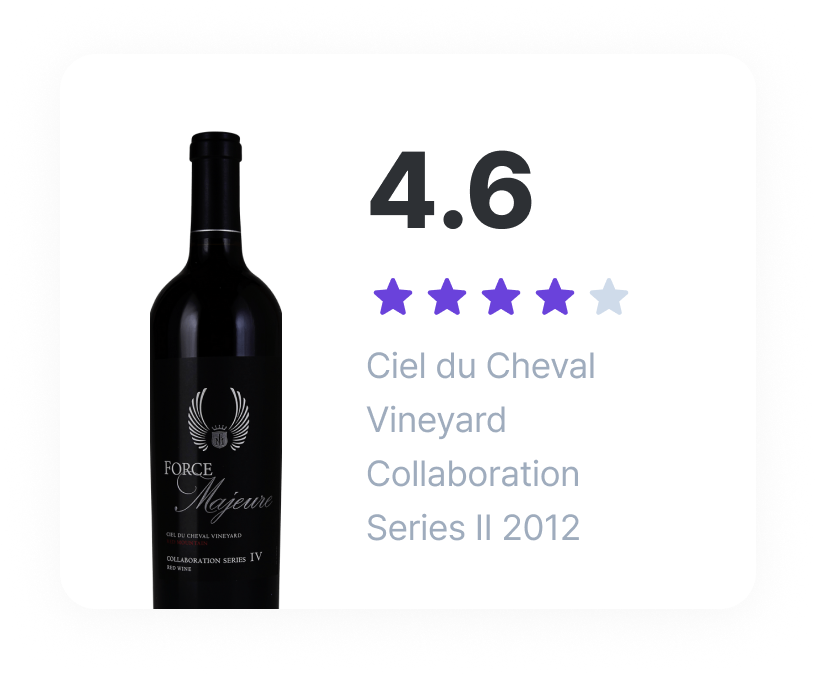 4.6
Ciel du Cheval
Vineyard
Collaboration
Series II 2012
FORCE
Majeure
CIEL DU CHEVAL VINEYARD
COLLABORATION SERIES IV
RED WINE